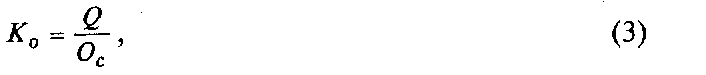 K_o = Q / O_c , (3)